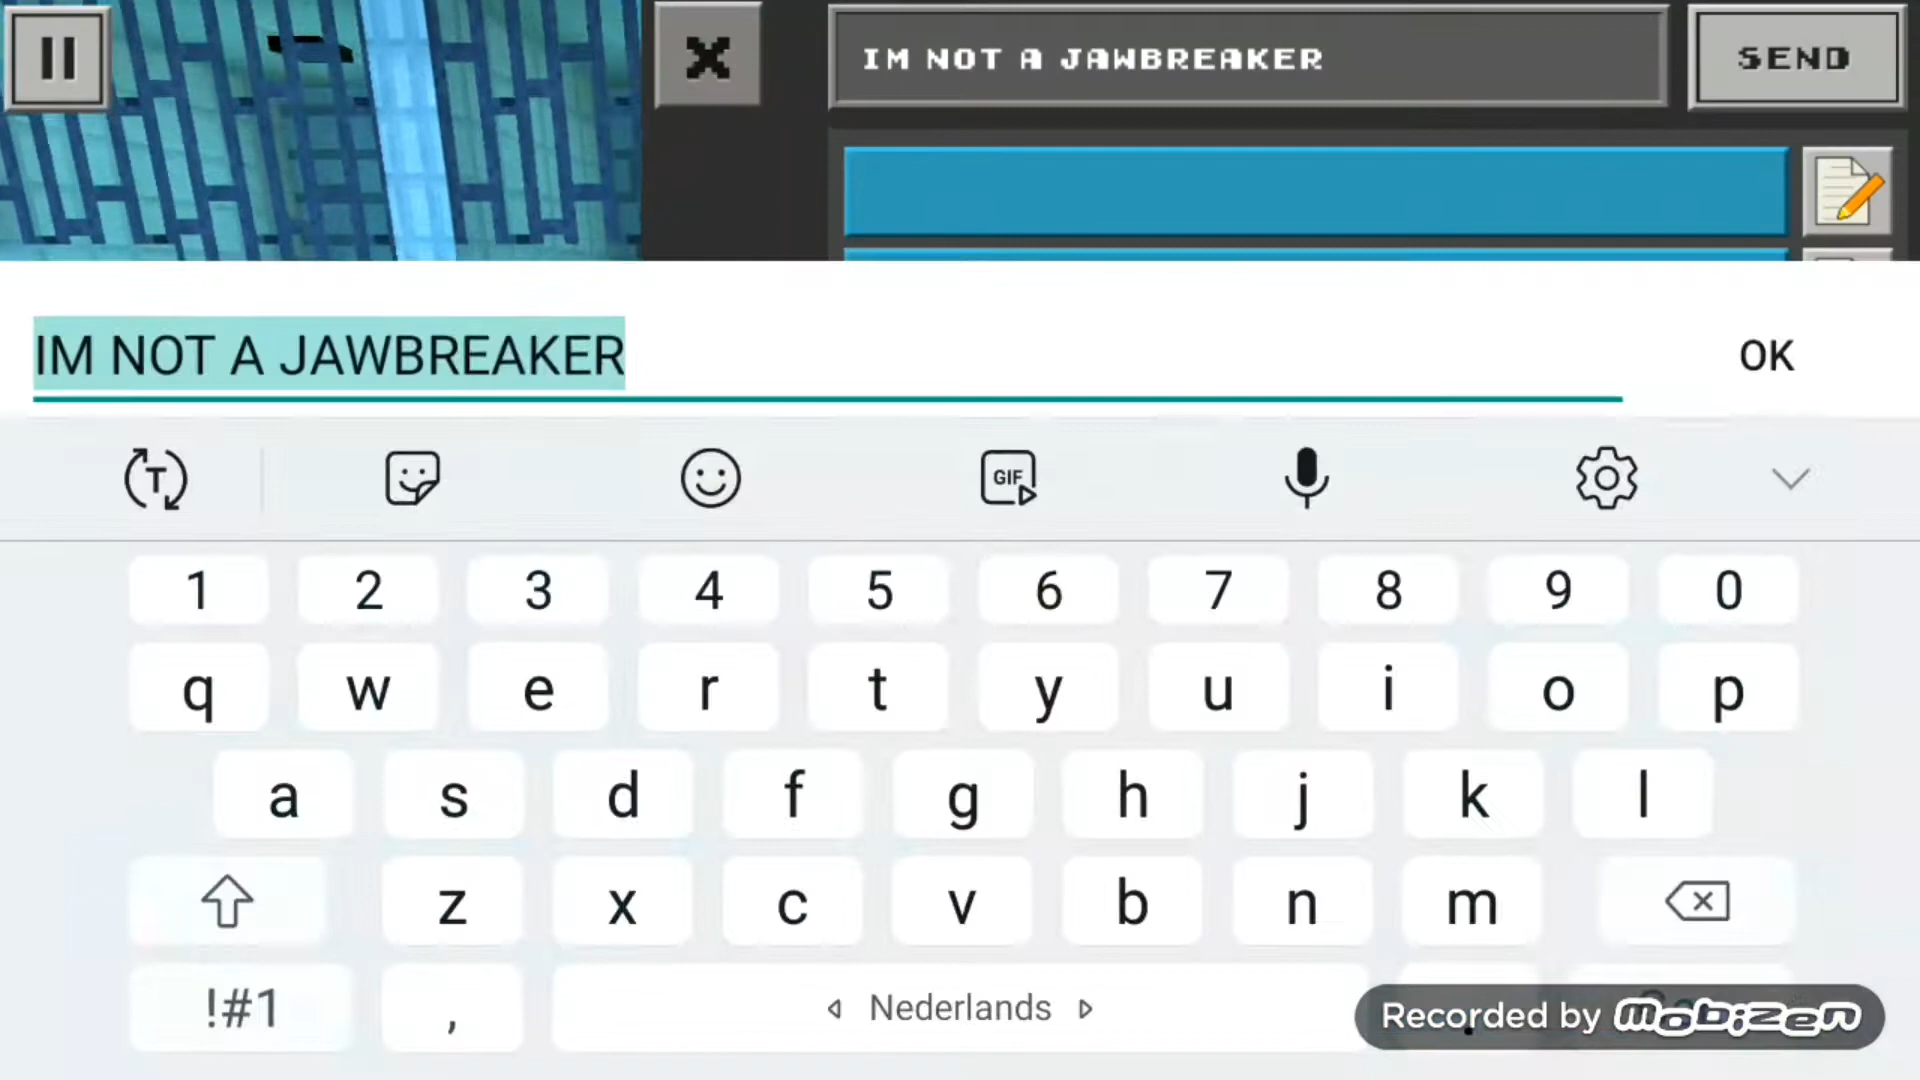 IM NOT A JAWBREAKER
SEND
IM NOT A JAWBREAKER
OK
T
GIF
1 2 3 4 5 6 7 8 9 0
q w e r t y u i o p
a s d f g h j k l
z x c v b n m
!#1 , Nederlands .
Recorded by mobizen